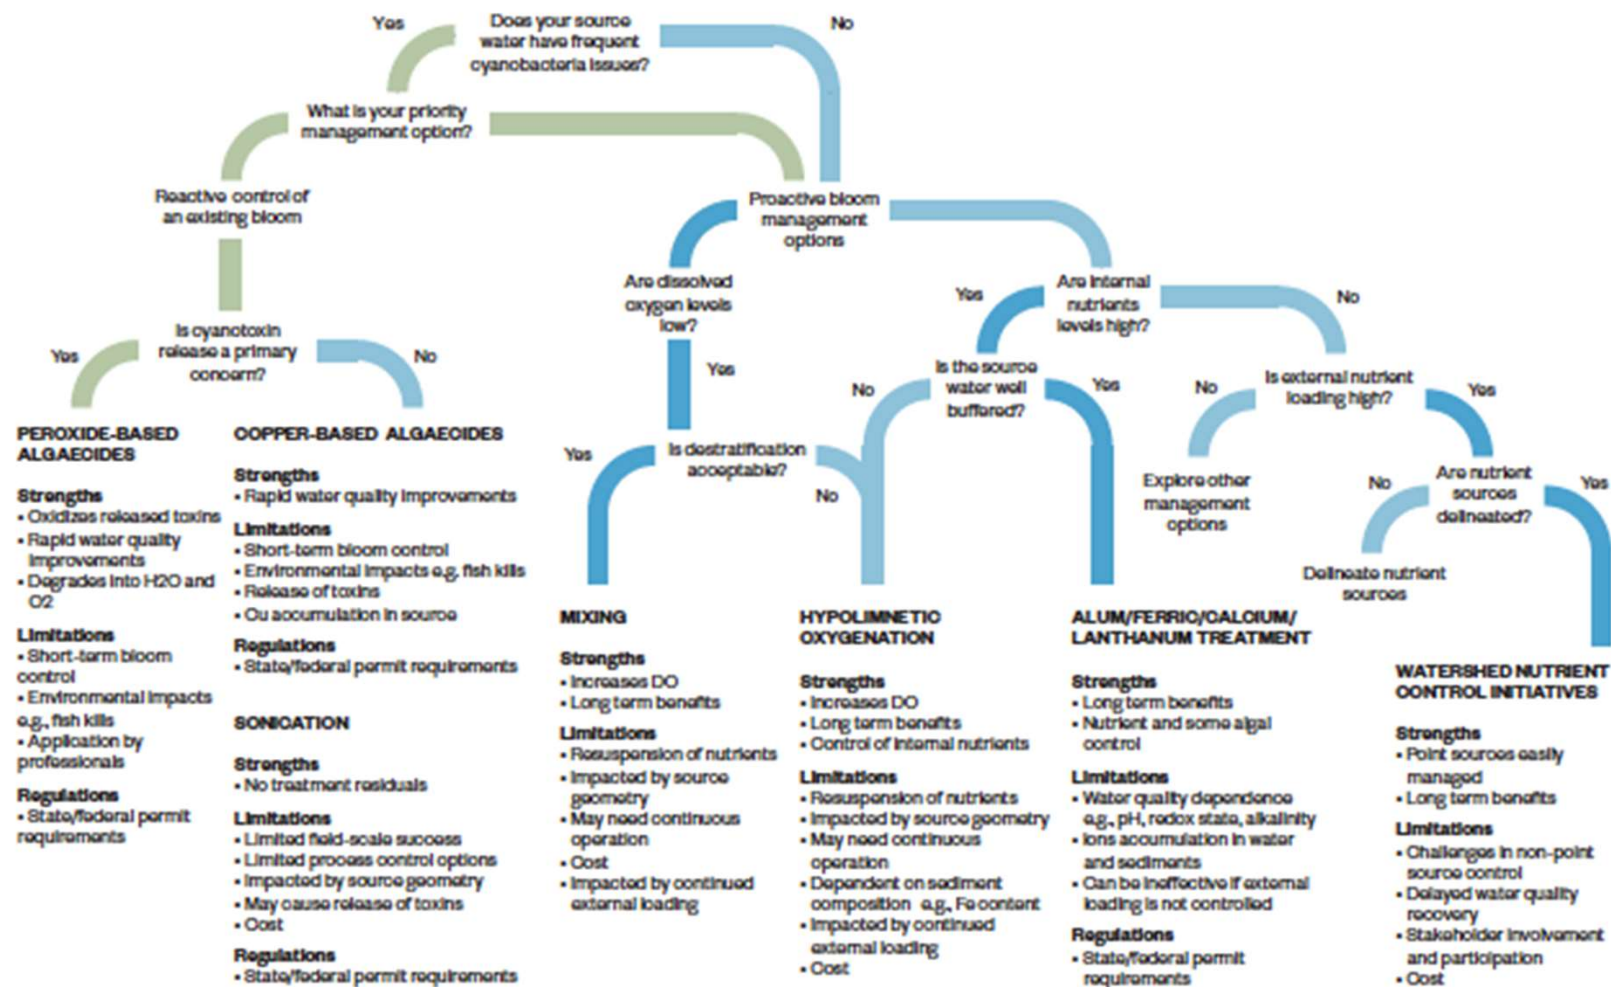 Yes
Does your source
water have frequent
cyanobacteria issues?
No
What is your priority
management option?
Reactive control of
an existing bloom
Proactive bloom
management
options
Are dissolved
oxygen levels
low?
Yes
Are internal
nutrients
levels high?
No
Is cyanotoxin
release a primary
concern?
Yes
No
Yes
Is the source
water well
buffered?
No
Yes
Is external nutrient
loading high?
No
Yes
Yes
Is destratification
acceptable?
No
Explore other
management
options
Are nutrient
sources
delineated?
No
Yes
Delineate nutrient
sources
PEROXIDE-BASED
ALGAECIDES
Strengths
• Oxidizes released toxins
• Rapid water quality
improvements
• Degrades into H2O and
O2
Limitations
• Short-term bloom
control
• Environmental impacts
e.g., fish kills
• Application by
professionals
Regulations
• State/federal permit
requirements
COPPER-BASED ALGAECIDES
Strengths
• Rapid water quality improvements
Limitations
• Short-term bloom control
• Environmental impacts e.g. fish kills
• Release of toxins
• Cu accumulation in source
Regulations
• State/federal permit requirements
SONICATION
Strengths
• No treatment residuals
Limitations
• Limited field-scale success
• Limited process control options
• Impacted by source geometry
• May cause release of toxins
• Cost
Regulations
• State/federal permit requirements
MIXING
Strengths
• Increases DO
• Long term benefits
Limitations
• Resuspension of nutrients
• Impacted by source
geometry
• May need continuous
operation
• Cost
• Impacted by continued
external loading
HYPOLIMNETIC
OXYGENATION
Strengths
• Increases DO
• Long term benefits
• Control of internal nutrients
Limitations
• Resuspension of nutrients
• Impacted by source geometry
• May need continuous
operation
• Dependent on sediment
composition e.g., Fe content
• Impacted by continued
external loading
• Cost
ALUM/FERRIC/CALCIUM/
LANTHANUM TREATMENT
Strengths
• Long term benefits
• Nutrient and some algal
control
Limitations
• Water quality dependence
e.g., pH, redox state, alkalinity
• Ions accumulation in water
and sediments
• Can be ineffective if external
loading is not controlled
Regulations
• State/federal permit
requirements
WATERSHED NUTRIENT
CONTROL INITIATIVES
Strengths
• Point sources easily
managed
• Long term benefits
Limitations
• Challenges in non-point
source control
• Delayed water quality
recovery
• Stakeholder involvement
and participation
• Cost